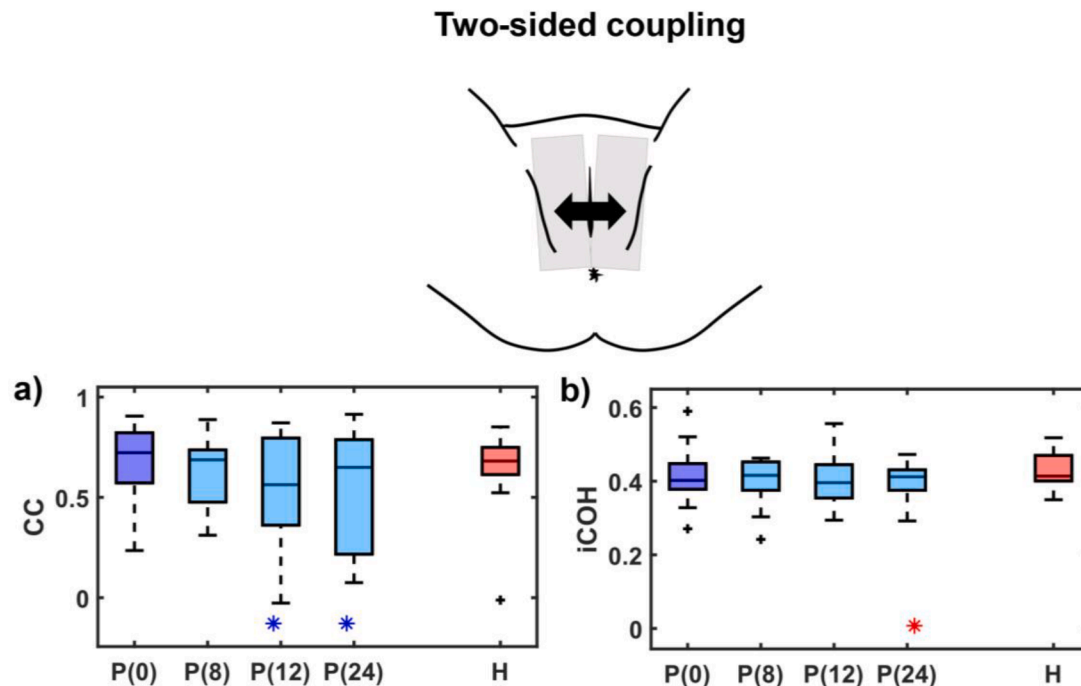 Two-sided coupling
a)
1
0.5
0
CC
P(0) P(8) P(12) P(24) H
b)
0.6
0.4
0.2
0
iCOH
P(0) P(8) P(12) P(24) H